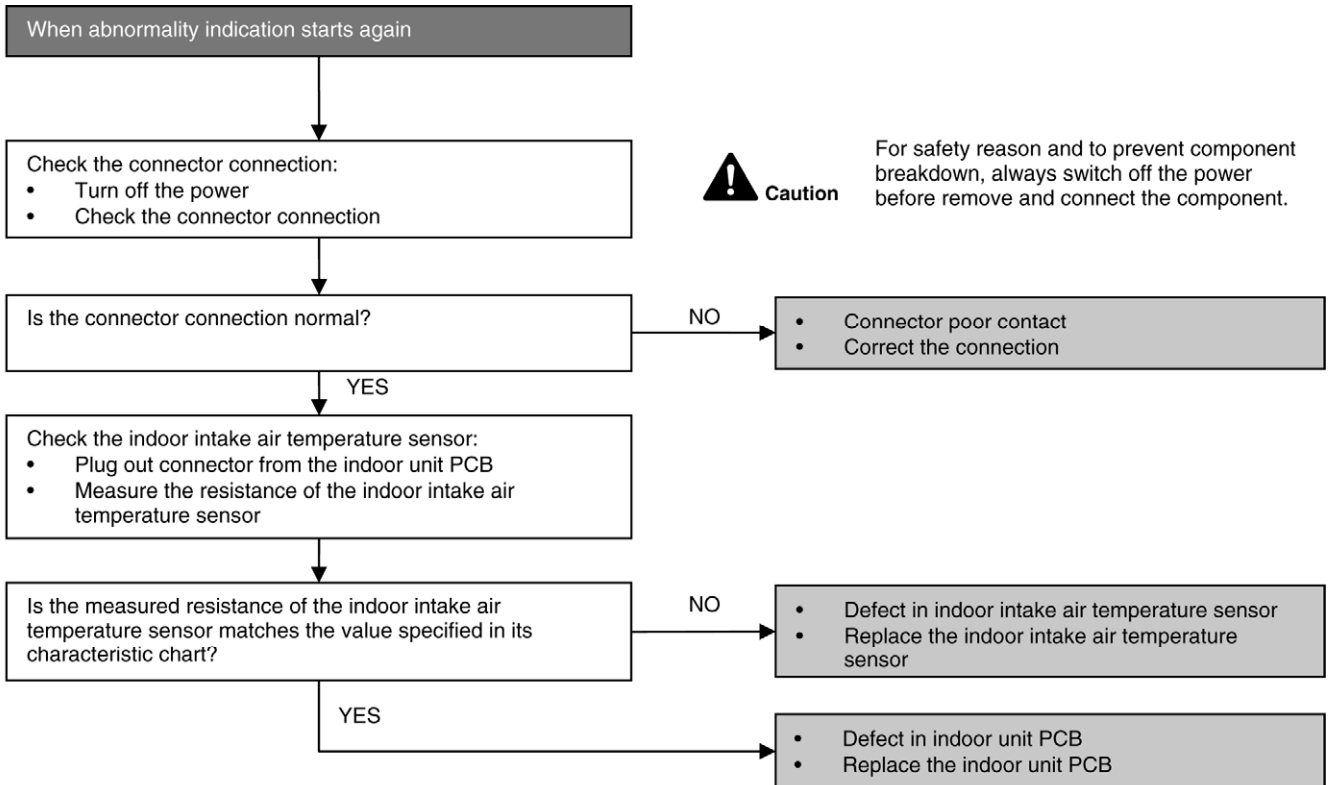 When abnormality indication starts again
Check the connector connection:
• Turn off the power
• Check the connector connection
Caution
For safety reason and to prevent component
breakdown, always switch off the power
before remove and connect the component.
Is the connector connection normal?
NO
• Connector poor contact
• Correct the connection
YES
Check the indoor intake air temperature sensor:
• Plug out connector from the indoor unit PCB
• Measure the resistance of the indoor intake air
temperature sensor
Is the measured resistance of the indoor intake air
temperature sensor matches the value specified in its
characteristic chart?
NO
• Defect in indoor intake air temperature sensor
• Replace the indoor intake air temperature
sensor
YES
• Defect in indoor unit PCB
• Replace the indoor unit PCB